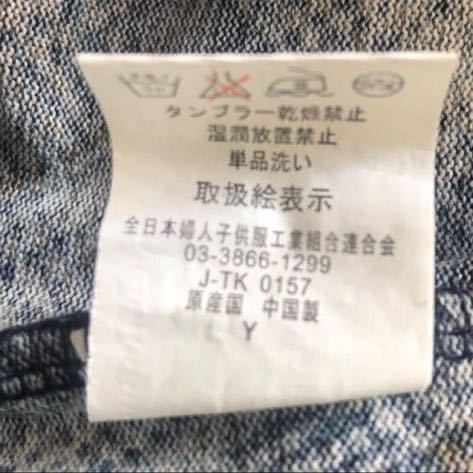 タンブラー乾燥禁止
湿潤放置禁止
単品洗い
取扱絵表示
全日本婦人子供服工業組合連合会
03-3866-1299
J-TK 0157
原産国 中国製
Y